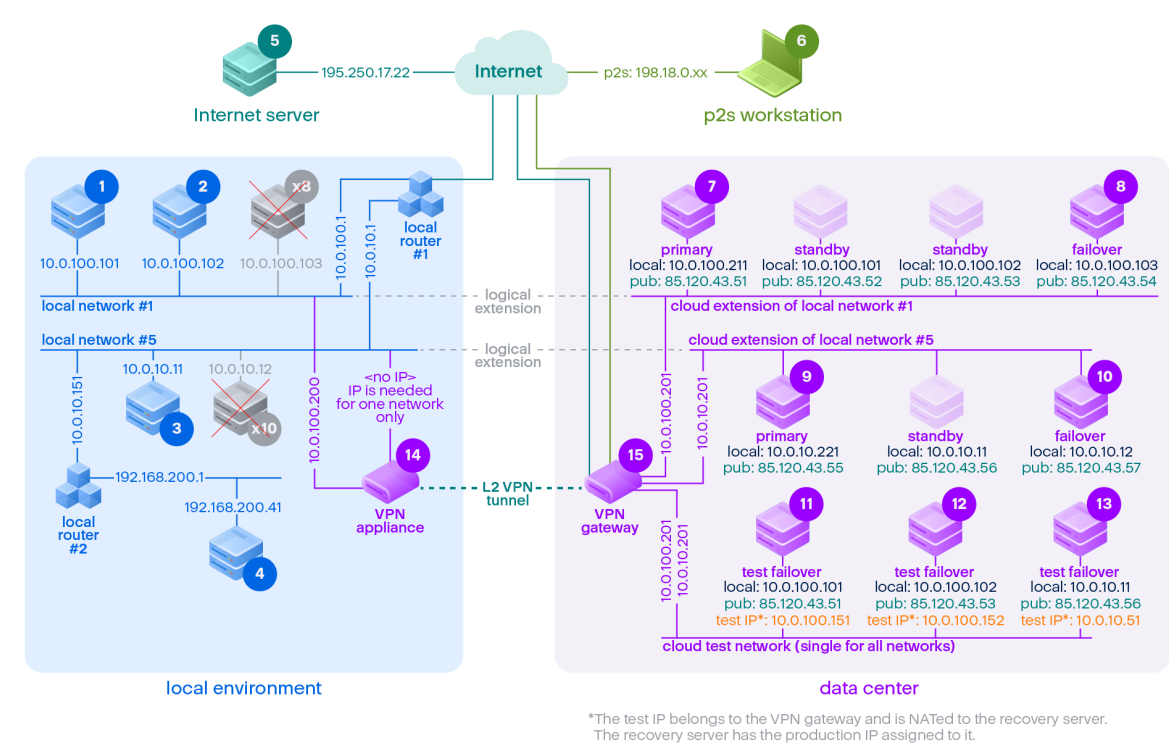 5
6
195.250.17.22
Internet
p2s: 198.18.0.xx
Internet server
p2s workstation
1
2
x8
10.0.100.101
10.0.100.102
10.0.100.103
10.0.100.1
10.0.10.1
local
router
#1
local network #1
logical
extension
local network #5
logical
extension
10.0.10.151
10.0.10.11
3
10.0.10.12
x10
10.0.100.200
<no IP>
IP is needed
for one network
only
14
VPN
appliance
192.168.200.1
local
router
#2
192.168.200.41
4
local environment
L2 VPN
tunnel
15
VPN
gateway
7
primary
local: 10.0.100.211
pub: 85.120.43.51
standby
local: 10.0.100.101
pub: 85.120.43.52
standby
local: 10.0.100.102
pub: 85.120.43.53
8
failover
local: 10.0.100.103
pub: 85.120.43.54
cloud extension of local network #1
cloud extension of local network #5
10.0.100.201
10.0.10.201
9
primary
local: 10.0.10.221
pub: 85.120.43.55
standby
local: 10.0.10.11
pub: 85.120.43.56
10
failover
local: 10.0.10.12
pub: 85.120.43.57
10.0.100.201
10.0.10.201
11
test failover
local: 10.0.100.101
pub: 85.120.43.51
test IP*: 10.0.100.151
12
test failover
local: 10.0.100.102
pub: 85.120.43.53
test IP*: 10.0.100.152
13
test failover
local: 10.0.10.11
pub: 85.120.43.56
test IP*: 10.0.10.51
cloud test network (single for all networks)
data center
*The test IP belongs to the VPN gateway and is NATed to the recovery server.
The recovery server has the production IP assigned to it.